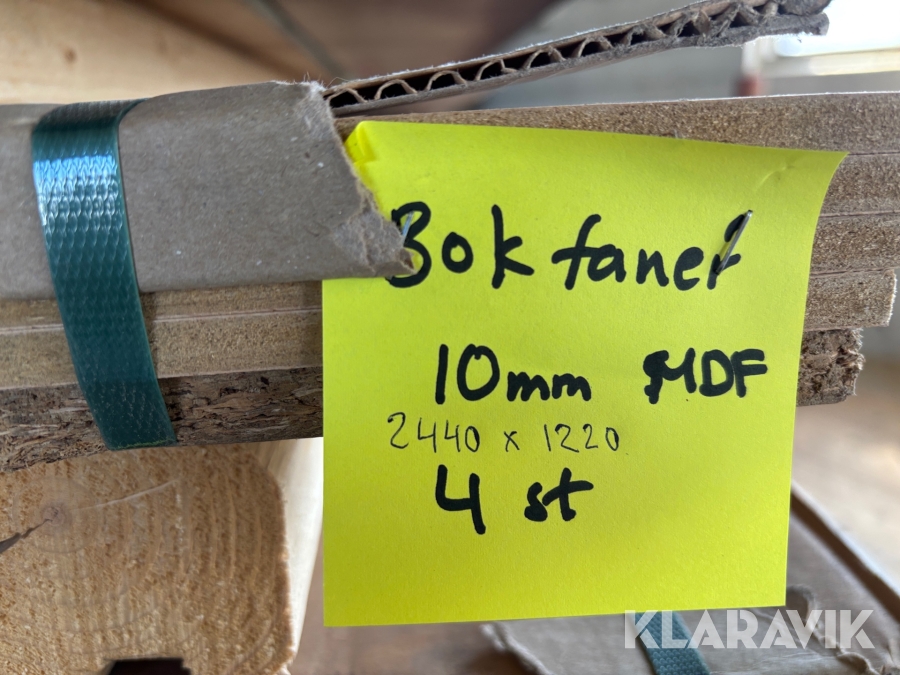 Bok faner
10mm MDF
2440 x 1220
4 st
KLARAVIK